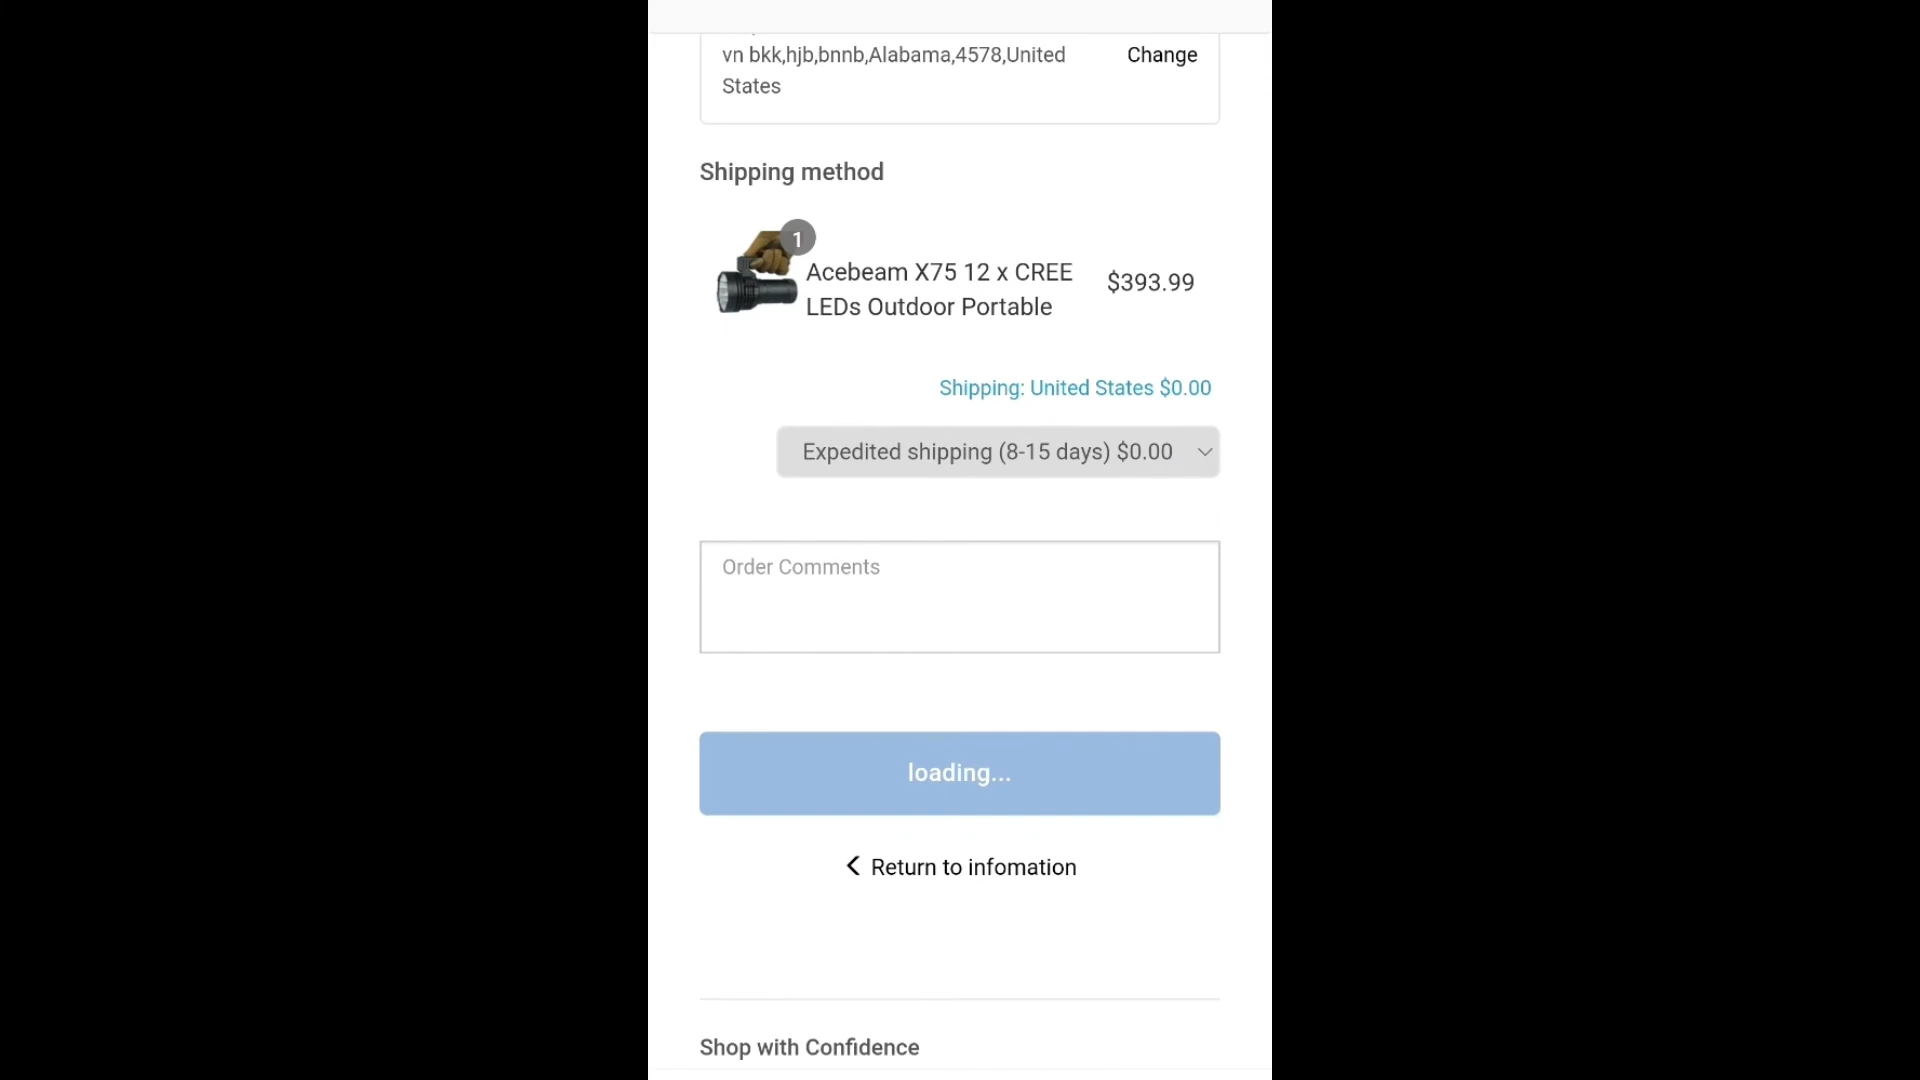 vn bkk,hjb,bnnb,Alabama,4578,United
States
Change
Shipping method
1
Acebeam X75 12 x CREE
LEDs Outdoor Portable
$393.99
Shipping: United States $0.00
Expedited shipping (8-15 days) $0.00
Order Comments
loading...
Return to infomation
Shop with Confidence